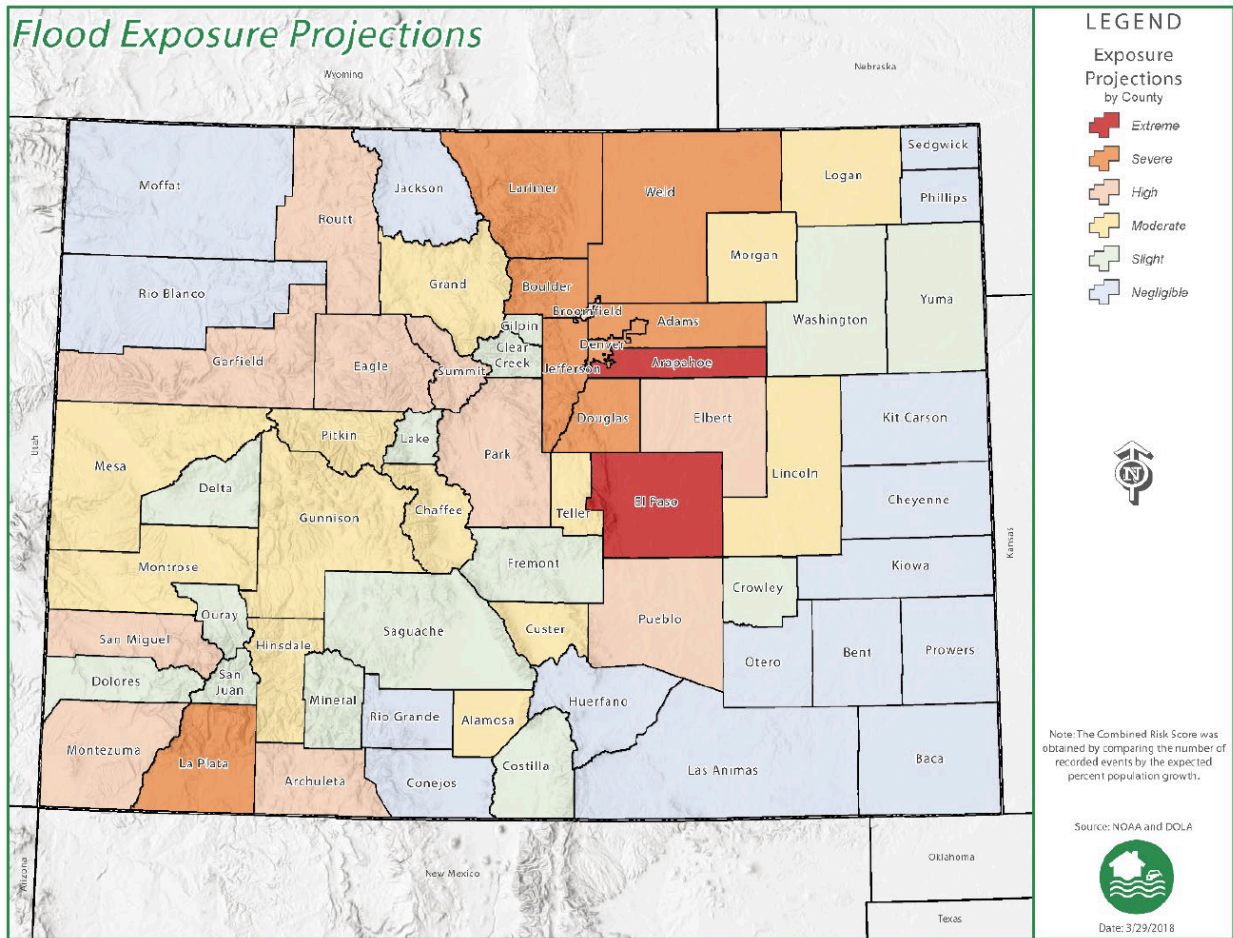 Flood Exposure Projections
Wyoming
Nebraska
Sedgwick
Moffat
Jackson
Larimer
Weld
Logan
Phillips
Routt
Morgan
Grand
Boulder
Rio Blanco
Broomfield
Washington
Yuma
Gilpin
Adams
Clear
Creek
Denver
Garfield
Eagle
Summit
Jefferson
Arapahoe
Utah
Pitkin
Lake
Park
Douglas
Elbert
Kit Carson
Mesa
Delta
Lincoln
Gunnison
Chaffee
Teller
El Paso
Cheyenne
Kansas
Montrose
Fremont
Crowley
Kiowa
Ouray
San Miguel
Hinsdale
Saguache
Custer
Pueblo
Otero
Bent
Prowers
Dolores
San
Juan
Mineral
Rio Grande
Alamosa
Huerfano
Montezuma
La Plata
Archuleta
Conejos
Costilla
Las Animas
Baca
Arizona
New Mexico
Oklahoma
Texas
LEGEND
Exposure
Projections
by County
Extreme
Severe
High
Moderate
Slight
Negligible
N
Note: The Combined Risk Score was
obtained by comparing the number of
recorded events by the expected
percent population growth.
Source: NOAA and DOLA
Date: 3/29/2018